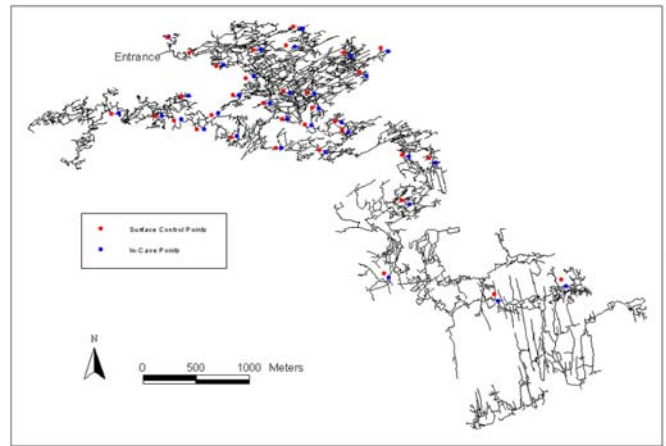 Entrance
Surface Control Points
In-Cave Points
N
0 500 1000 Meters